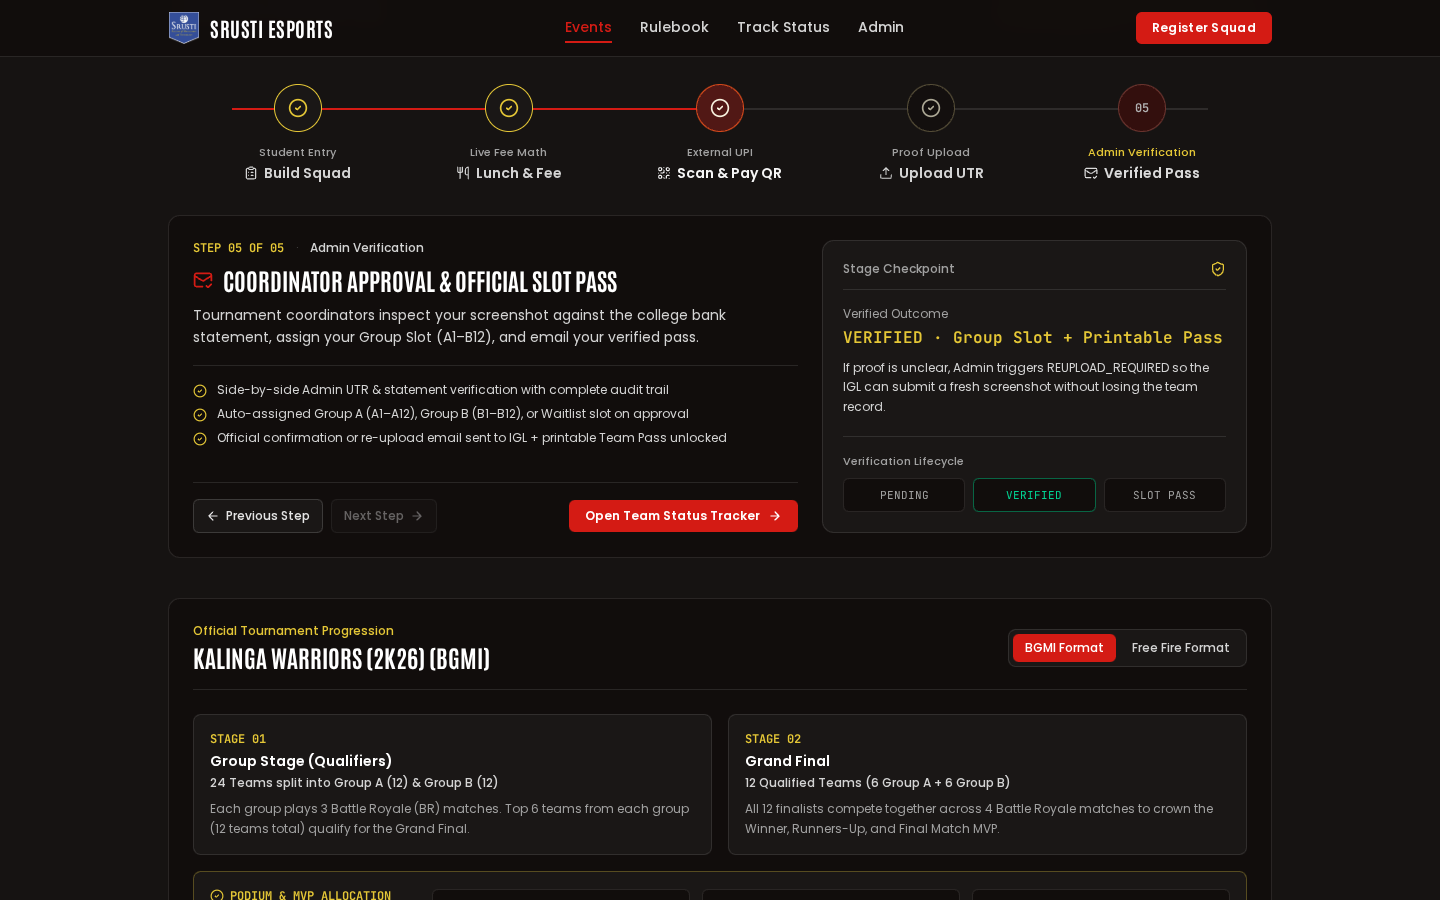 SRUSTI
SRUSTI ESPORTS
Events
Rulebook
Track Status
Admin
Register Squad
05
Student Entry
Build Squad
Live Fee Math
Lunch & Fee
External UPI
Scan & Pay QR
Proof Upload
Upload UTR
Admin Verification
Verified Pass
STEP 05 OF 05 · Admin Verification
COORDINATOR APPROVAL & OFFICIAL SLOT PASS
Tournament coordinators inspect your screenshot against the college bank
statement, assign your Group Slot (A1–B12), and email your verified pass.
Side-by-side Admin UTR & statement verification with complete audit trail
Auto-assigned Group A (A1–A12), Group B (B1–B12), or Waitlist slot on approval
Official confirmation or re-upload email sent to IGL + printable Team Pass unlocked
Previous Step
Next Step
Open Team Status Tracker
Stage Checkpoint
Verified Outcome
VERIFIED · Group Slot + Printable Pass
If proof is unclear, Admin triggers REUPLOAD_REQUIRED so the
IGL can submit a fresh screenshot without losing the team
record.
Verification Lifecycle
PENDING
VERIFIED
SLOT PASS
Official Tournament Progression
KALINGA WARRIORS (2K26) (BGMI)
BGMI Format
Free Fire Format
STAGE 01
Group Stage (Qualifiers)
24 Teams split into Group A (12) & Group B (12)
Each group plays 3 Battle Royale (BR) matches. Top 6 teams from each group
(12 teams total) qualify for the Grand Final.
STAGE 02
Grand Final
12 Qualified Teams (6 Group A + 6 Group B)
All 12 finalists compete together across 4 Battle Royale matches to crown the
Winner, Runners-Up, and Final Match MVP.
PODIUM & MVP ALLOCATION